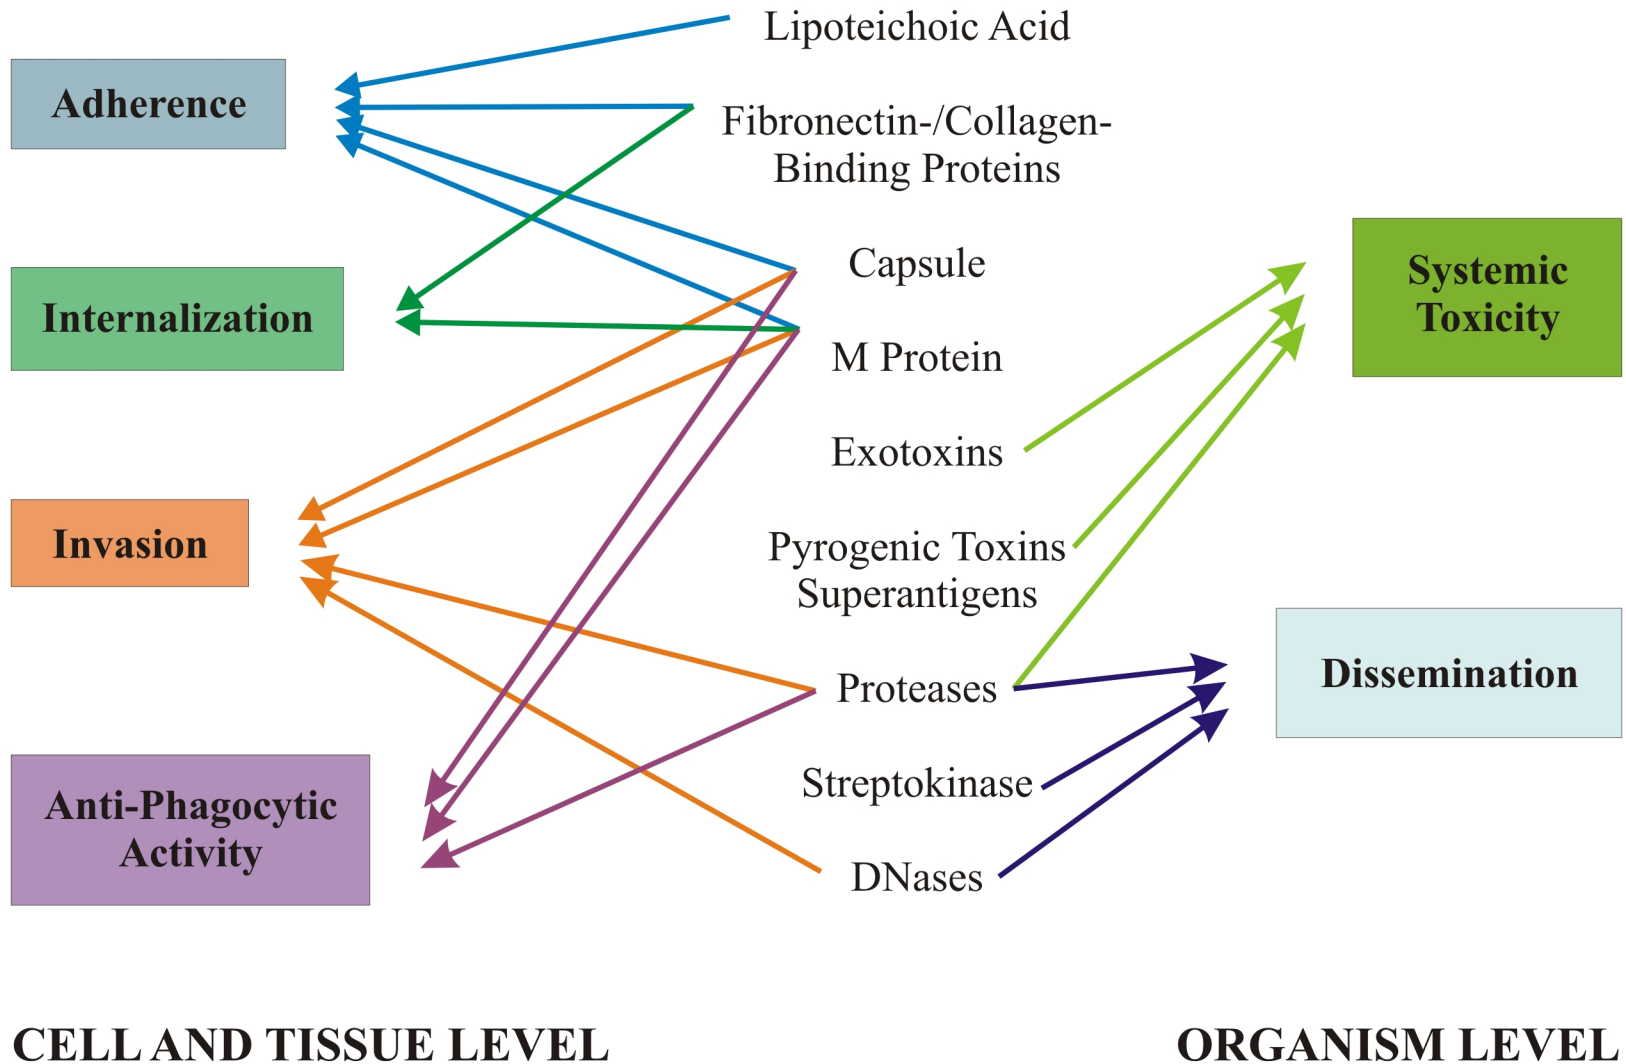 Lipoteichoic Acid
Adherence
Fibronectin-/Collagen-
Binding Proteins
Capsule
Systemic
Toxicity
Internalization
M Protein
Exotoxins
Invasion
Pyrogenic Toxins
Superantigens
Proteases
Dissemination
Streptokinase
Anti-Phagocytic
Activity
DNases
CELL AND TISSUE LEVEL
ORGANISM LEVEL